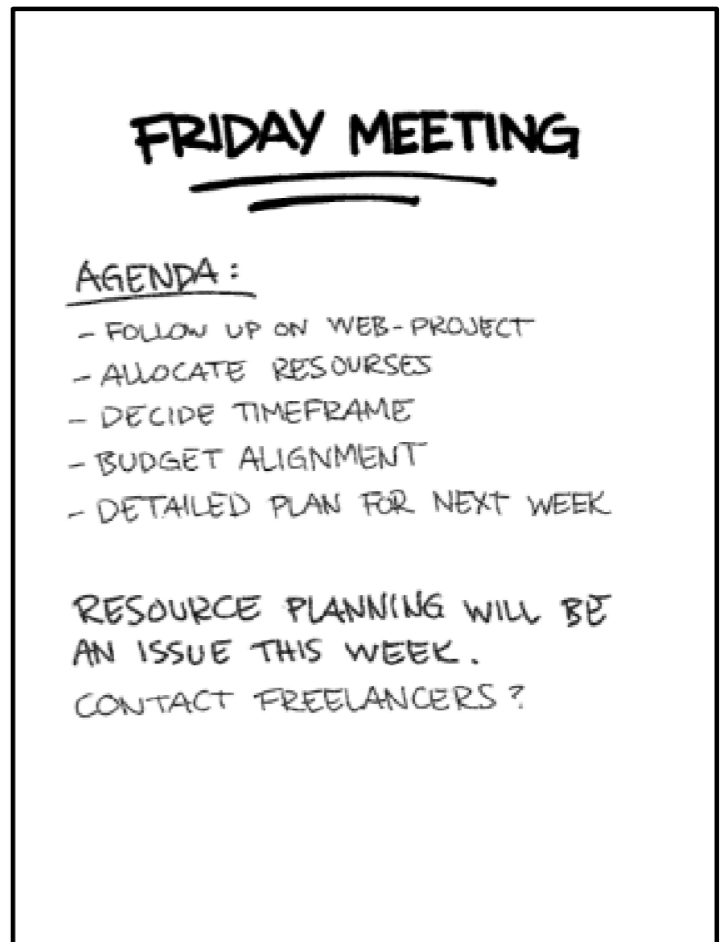 FRIDAY MEETING
AGENDA:
- FOLLOW UP ON WEB-PROJECT
- ALLOCATE RESOURSES
- DECIDE TIMEFRAME
- BUDGET ALIGNMENT
- DETAILED PLAN FOR NEXT WEEK
RESOURCE PLANNING WILL BE
AN ISSUE THIS WEEK.
CONTACT FREELANCERS?